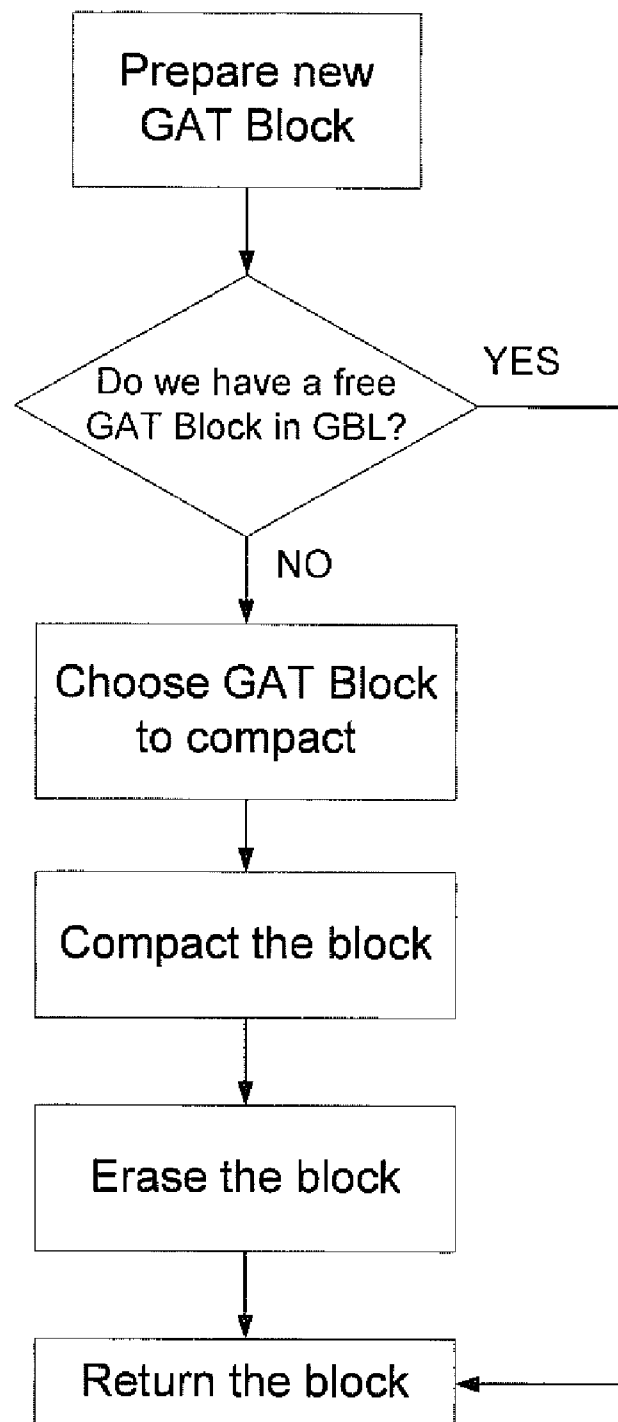 Prepare new
GAT Block
Do we have a free
GAT Block in GBL?
YES
NO
Choose GAT Block
to compact
Compact the block
Erase the block
Return the block